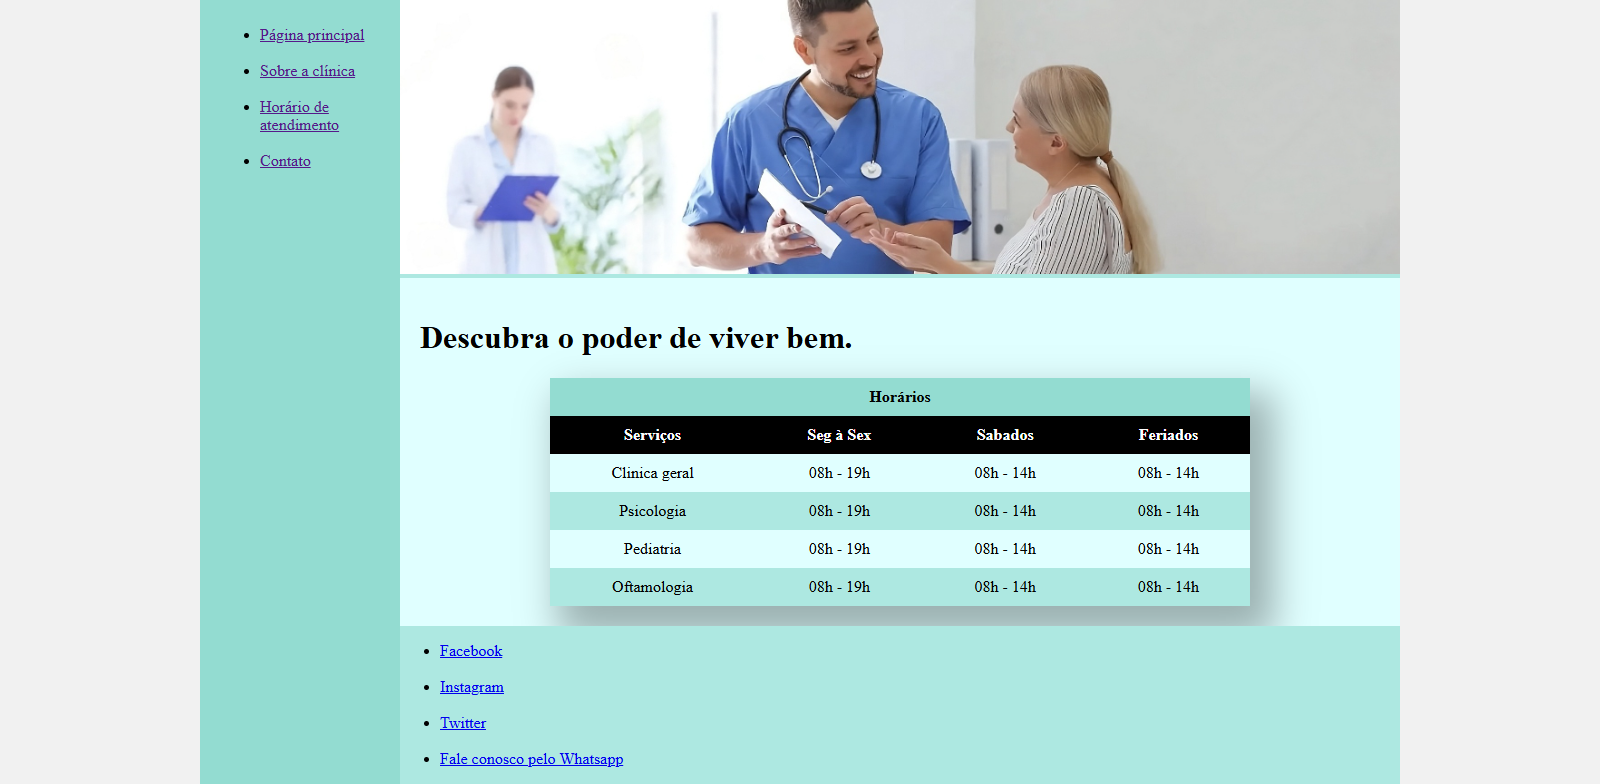 Página principal
Sobre a clínica
Horário de
atendimento
Contato
Descubra o poder de viver bem.
Horários
Serviços Seg à Sex Sabados Feriados
Clinica geral 08h - 19h 08h - 14h 08h - 14h
Psicologia 08h - 19h 08h - 14h 08h - 14h
Pediatria 08h - 19h 08h - 14h 08h - 14h
Oftamologia 08h - 19h 08h - 14h 08h - 14h
Facebook
Instagram
Twitter
Fale conosco pelo Whatsapp